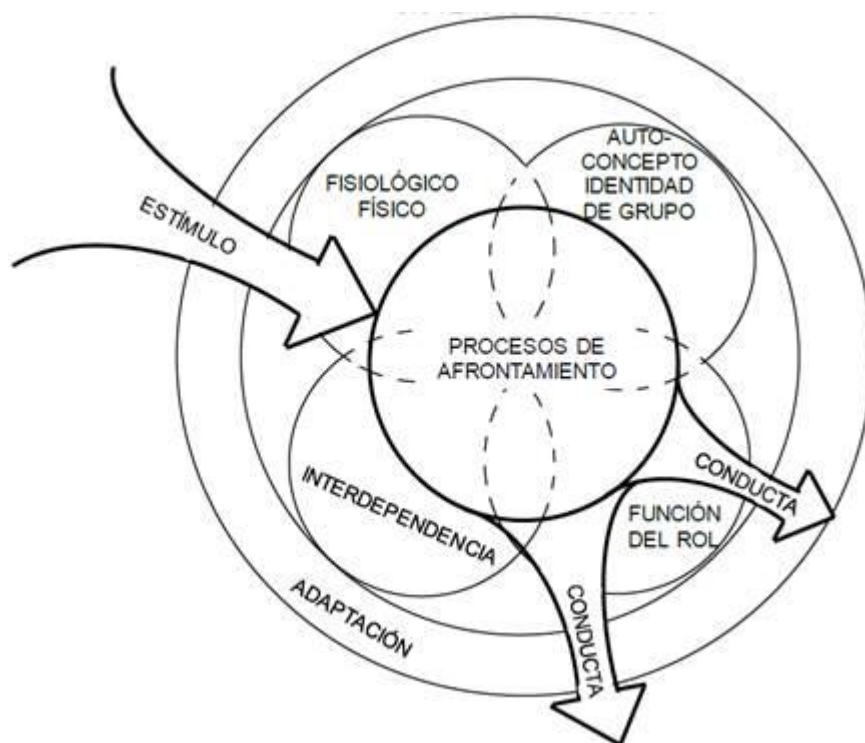 AUTO-
CONCEPTO
IDENTIDAD
DE GRUPO
FISIOLÓGICO
FÍSICO
ESTÍMULO
PROCESOS DE
AFRONTAMIENTO
CONDUCTA
INTERDEPENDENCIA
FUNCIÓN
DEL ROL
ADAPTACIÓN
CONDUCTA